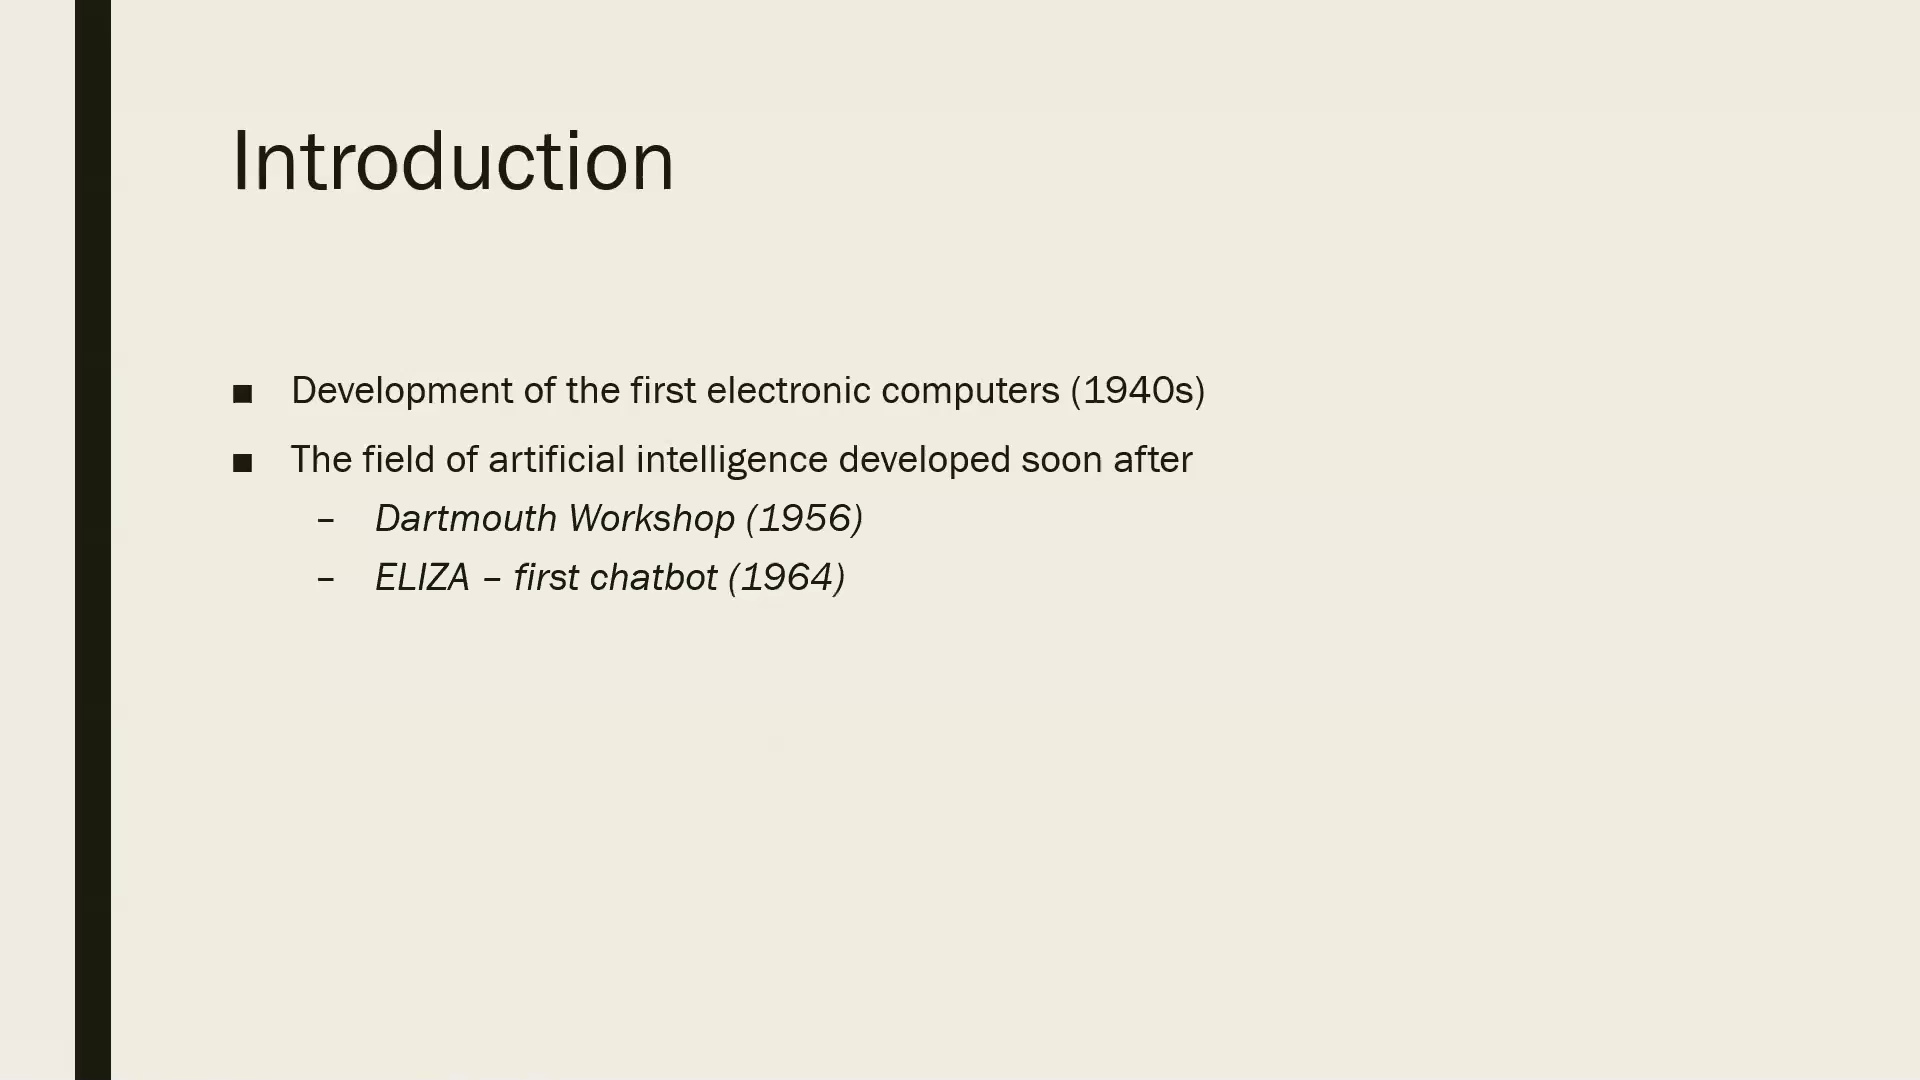 Introduction
■ Development of the first electronic computers (1940s)
■ The field of artificial intelligence developed soon after
– Dartmouth Workshop (1956)
– ELIZA – first chatbot (1964)